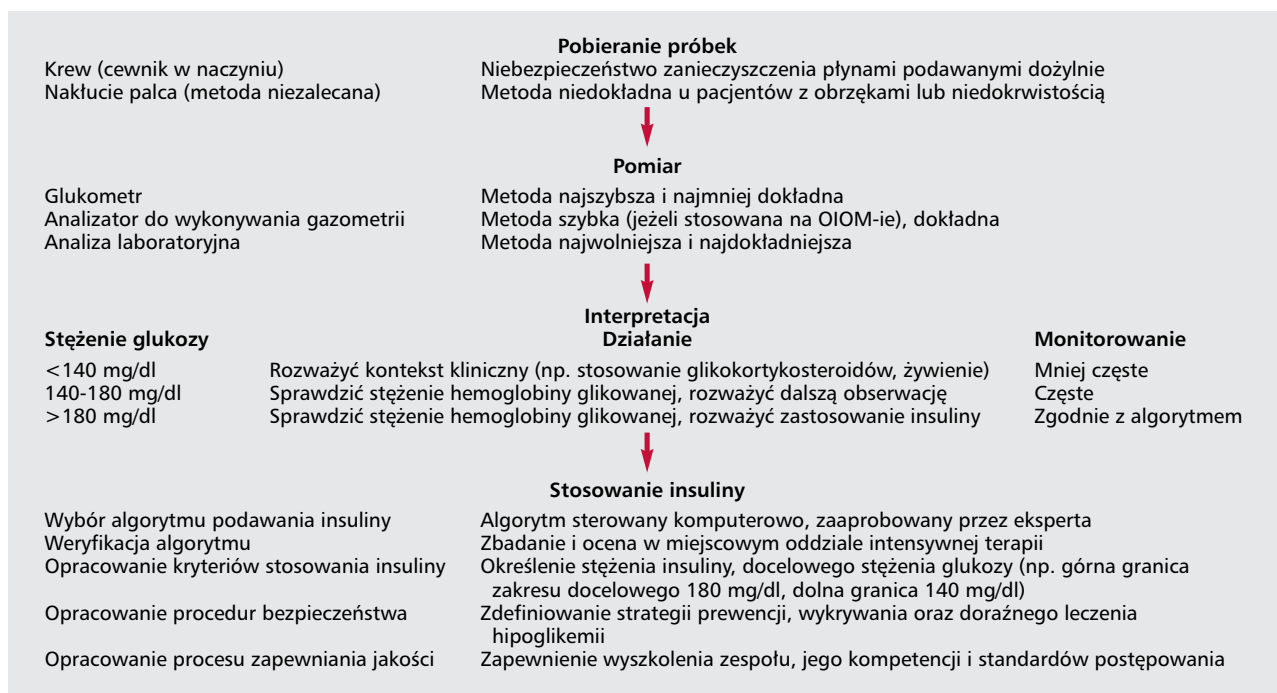 Pobieranie próbek
Krew (cewnik w naczyniu) Niebezpieczeństwo zanieczyszczenia płynami podawanymi dożylnie
Nakłucie palca (metoda niezalecana) Metoda niedokładna u pacjentów z obrzękami lub niedokrwistością
Pomiar
Glukometr Metoda najszybsza i najmniej dokładna
Analizator do wykonywania gazometrii Metoda szybka (jeżeli stosowana na OIOM-ie), dokładna
Analiza laboratoryjna Metoda najwolniejsza i najdokładniejsza
Interpretacja
Stężenie glukozy Działanie Monitorowanie
<140 mg/dl Rozważyć kontekst kliniczny (np. stosowanie glikokortykosteroidów, żywienie) Mniej częste
140-180 mg/dl Sprawdzić stężenie hemoglobiny glikowanej, rozważyć dalszą obserwację Częste
>180 mg/dl Sprawdzić stężenie hemoglobiny glikowanej, rozważyć zastosowanie insuliny Zgodnie z algorytmem
Stosowanie insuliny
Wybór algorytmu podawania insuliny Algorytm sterowany komputerowo, zaaprobowany przez eksperta
Weryfikacja algorytmu Zbadanie i ocena w miejscowym oddziale intensywnej terapii
Opracowanie kryteriów stosowania insuliny Określenie stężenia insuliny, docelowego stężenia glukozy (np. górna granica
zakresu docelowego 180 mg/dl, dolna granica 140 mg/dl)
Opracowanie procedur bezpieczeństwa Zdefiniowanie strategii prewencji, wykrywania oraz doraźnego leczenia
hipoglikemii
Opracowanie procesu zapewniania jakości Zapewnienie wyszkolenia zespołu, jego kompetencji i standardów postępowania